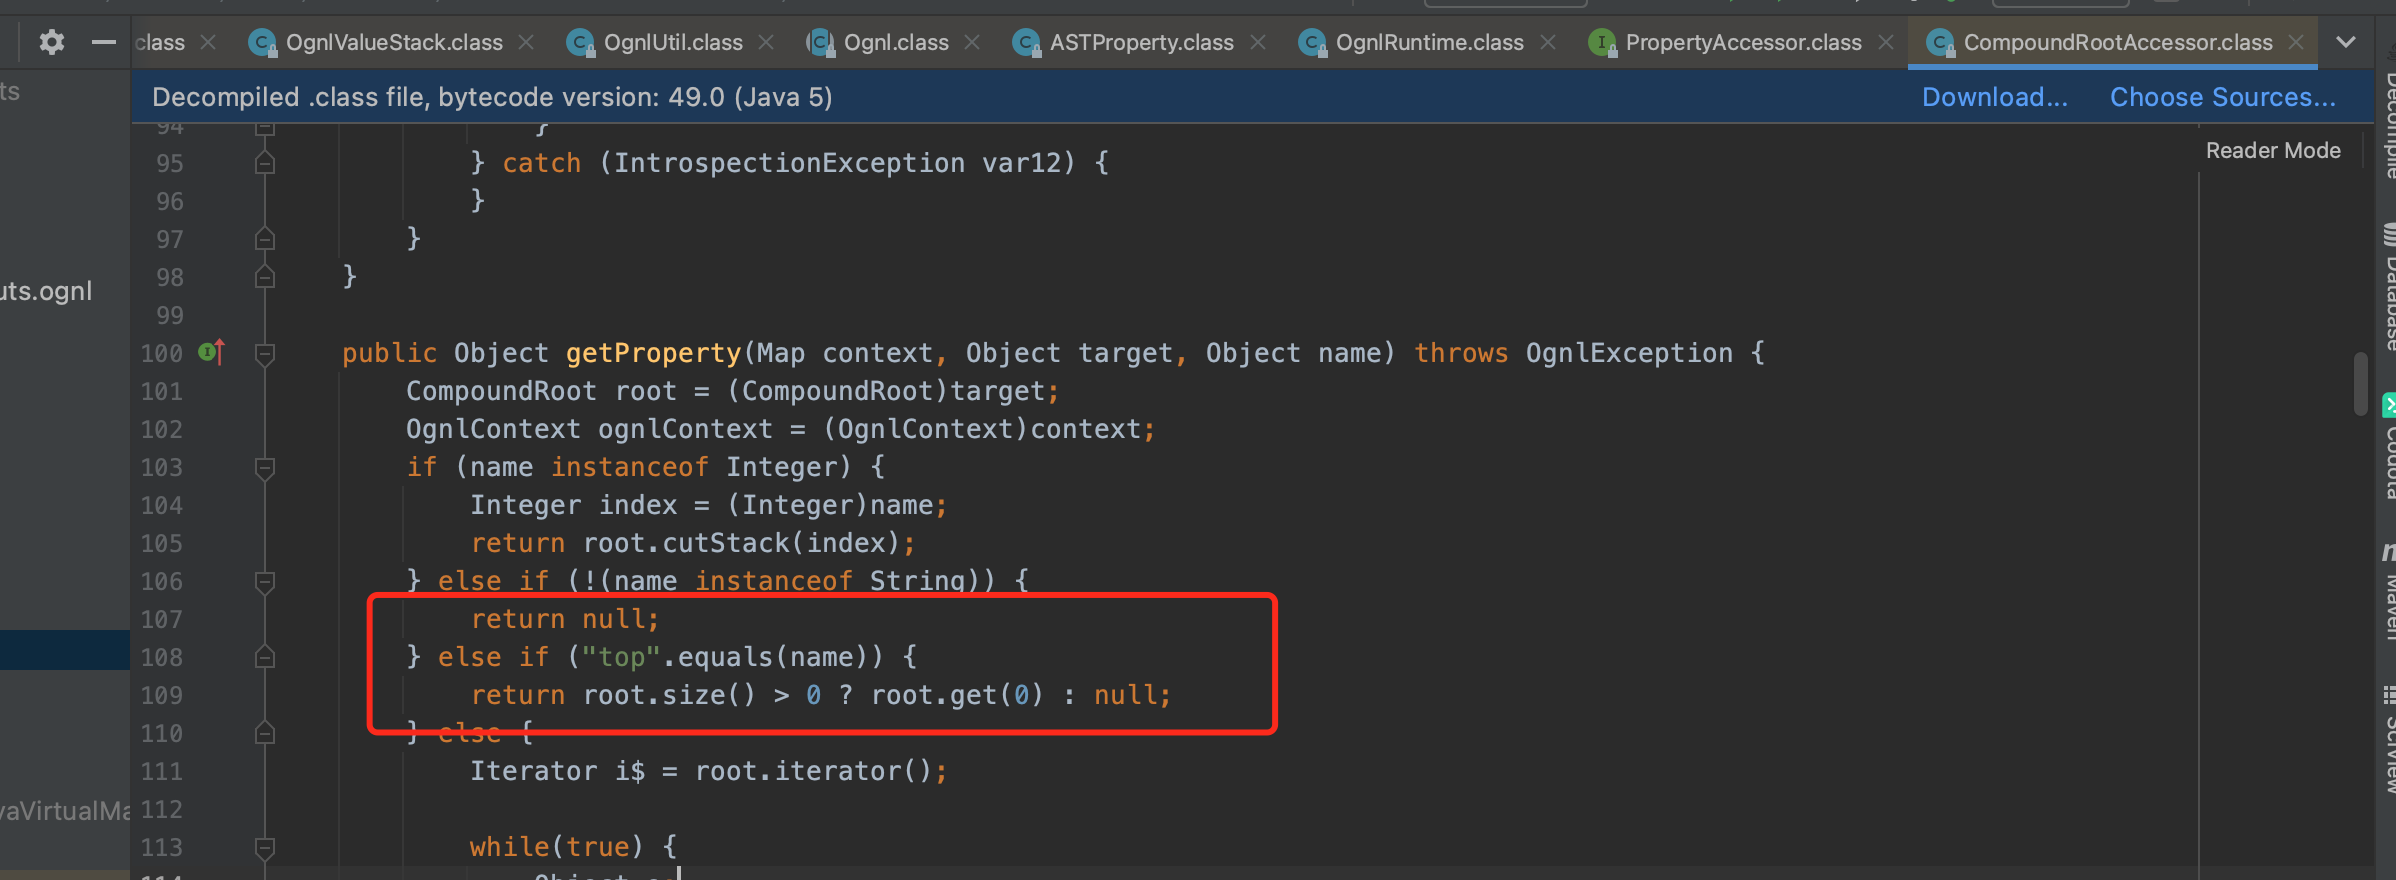 class OgnlValueStack.class OgnlUtil.class Ognl.class ASTProperty.class OgnlRuntime.class PropertyAccessor.class CompoundRootAccessor.class
Decompiled .class file, bytecode version: 49.0 (Java 5) Download... Choose Sources...
Reader Mode
ts
uts.ognl
vaVirtualMa
94 }
95 } catch (IntrospectionException var12) {
96 }
97 }
98 }
99
100 public Object getProperty(Map context, Object target, Object name) throws OgnlException {
101 CompoundRoot root = (CompoundRoot)target;
102 OgnlContext ognlContext = (OgnlContext)context;
103 if (name instanceof Integer) {
104 Integer index = (Integer)name;
105 return root.cutStack(index);
106 } else if (!(name instanceof String)) {
107 return null;
108 } else if ("top".equals(name)) {
109 return root.size() > 0 ? root.get(0) : null;
110 } else {
111 Iterator i$ = root.iterator();
112
113 while(true) {
114 Object
Decompile
Database
Codota
Maven
SciView